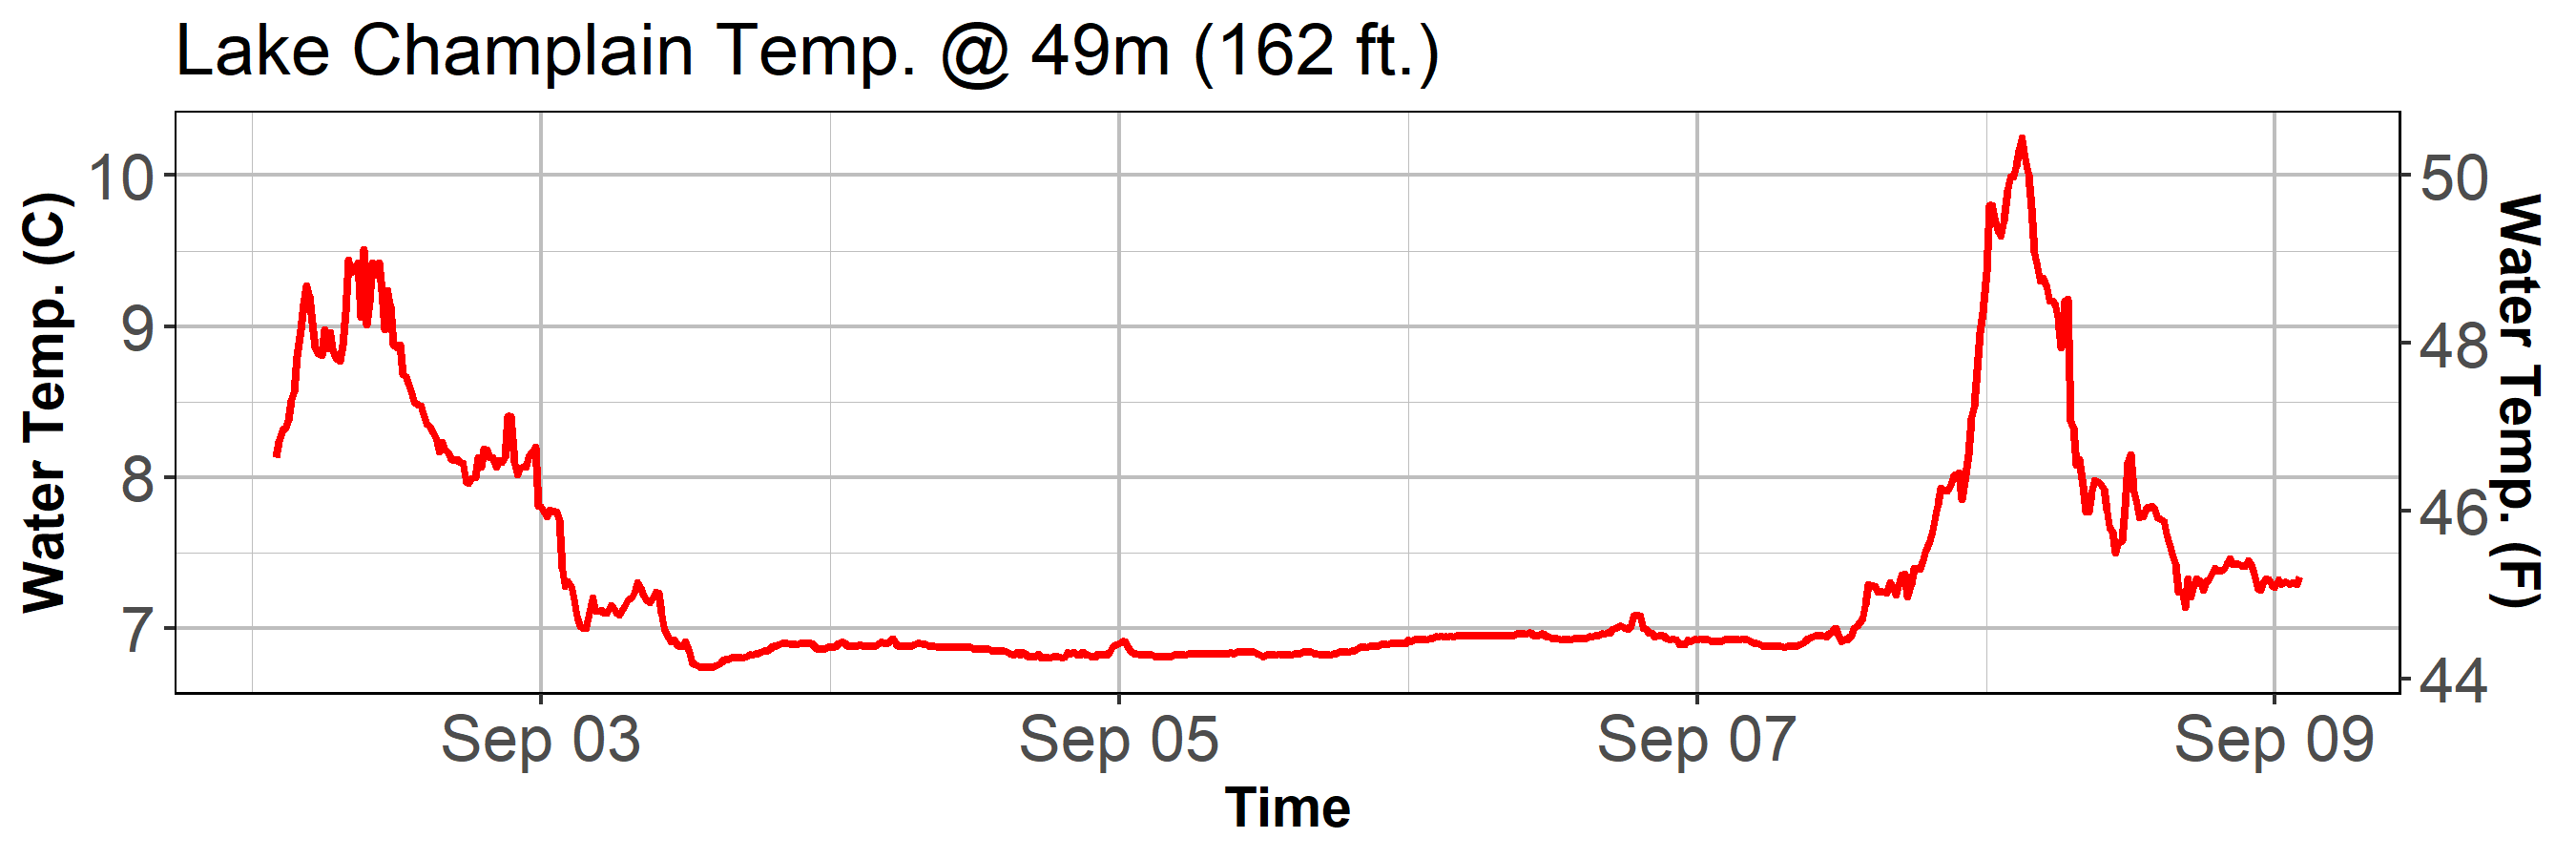 Lake Champlain Temp. @ 49m (162 ft.)
Water Temp. (C)
10
9
8
7
50
48
46
44
Water Temp. (F)
Sep 03 Sep 05 Sep 07 Sep 09
Time